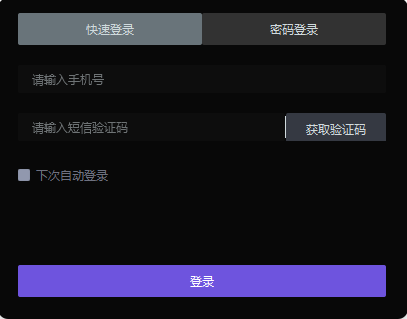 快速登录 密码登录
请输入手机号
请输入短信验证码 获取验证码
下次自动登录
登录